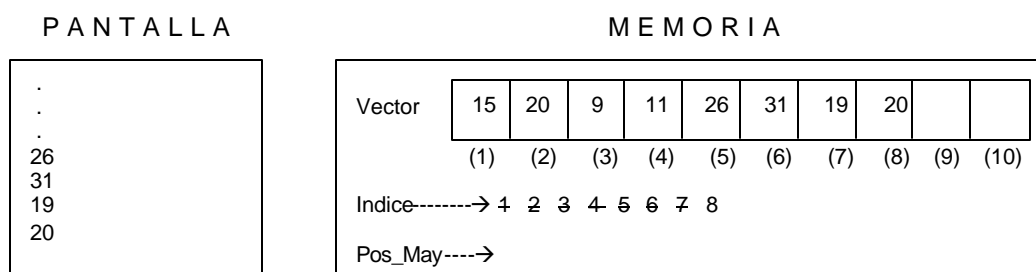 PANTALLA
MEMORIA
.
.
.
26
31
19
20
Vector 15 20 9 11 26 31 19 20
(1) (2) (3) (4) (5) (6) (7) (8) (9) (10)
Indice--------→ 1 2 3 4 5 6 7 8
Pos_May----→